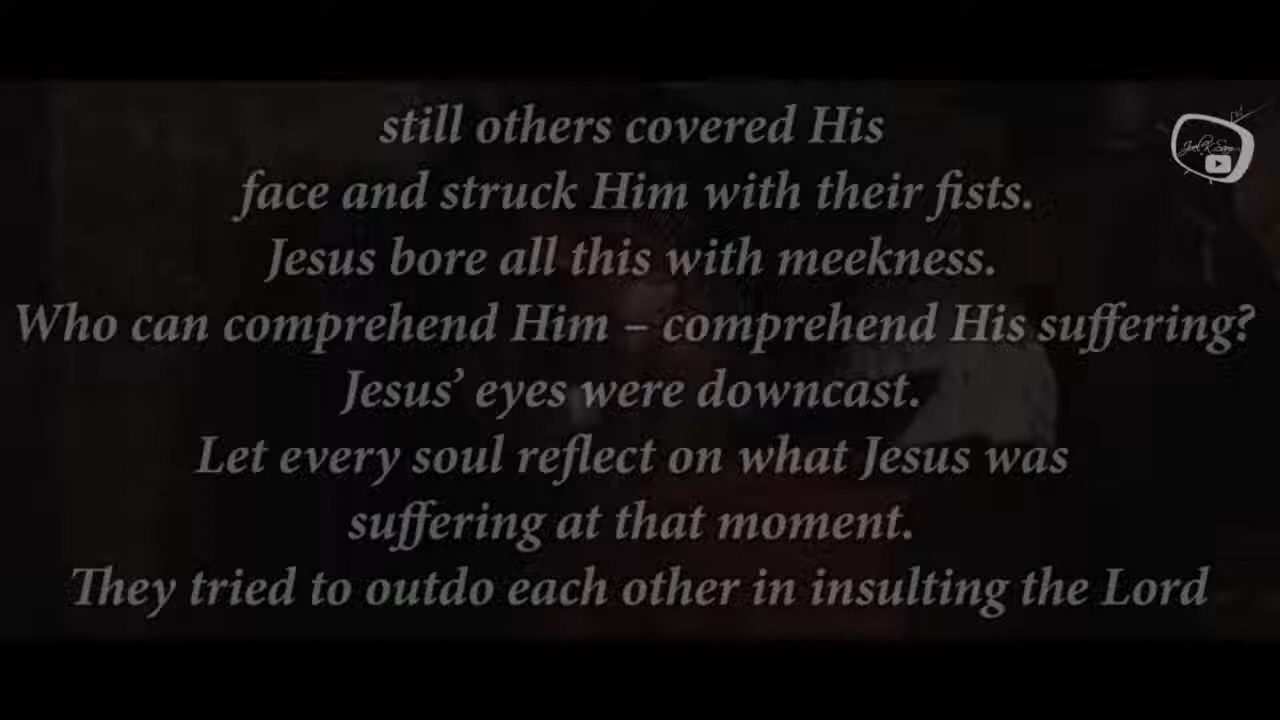 still others covered His
face and struck Him with their fists.
Jesus bore all this with meekness.
Who can comprehend Him – comprehend His suffering?
Jesus’ eyes were downcast.
Let every soul reflect on what Jesus was
suffering at that moment.
They tried to outdo each other in insulting the Lord